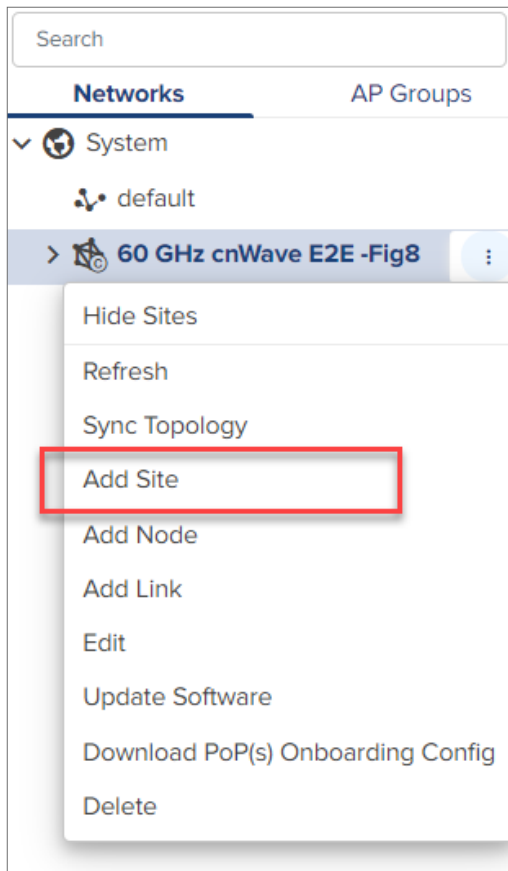 Search
Networks AP Groups
System
default
60 GHz cnWave E2E -Fig8
Hide Sites
Refresh
Sync Topology
Add Site
Add Node
Add Link
Edit
Update Software
Download PoP(s) Onboarding Config
Delete